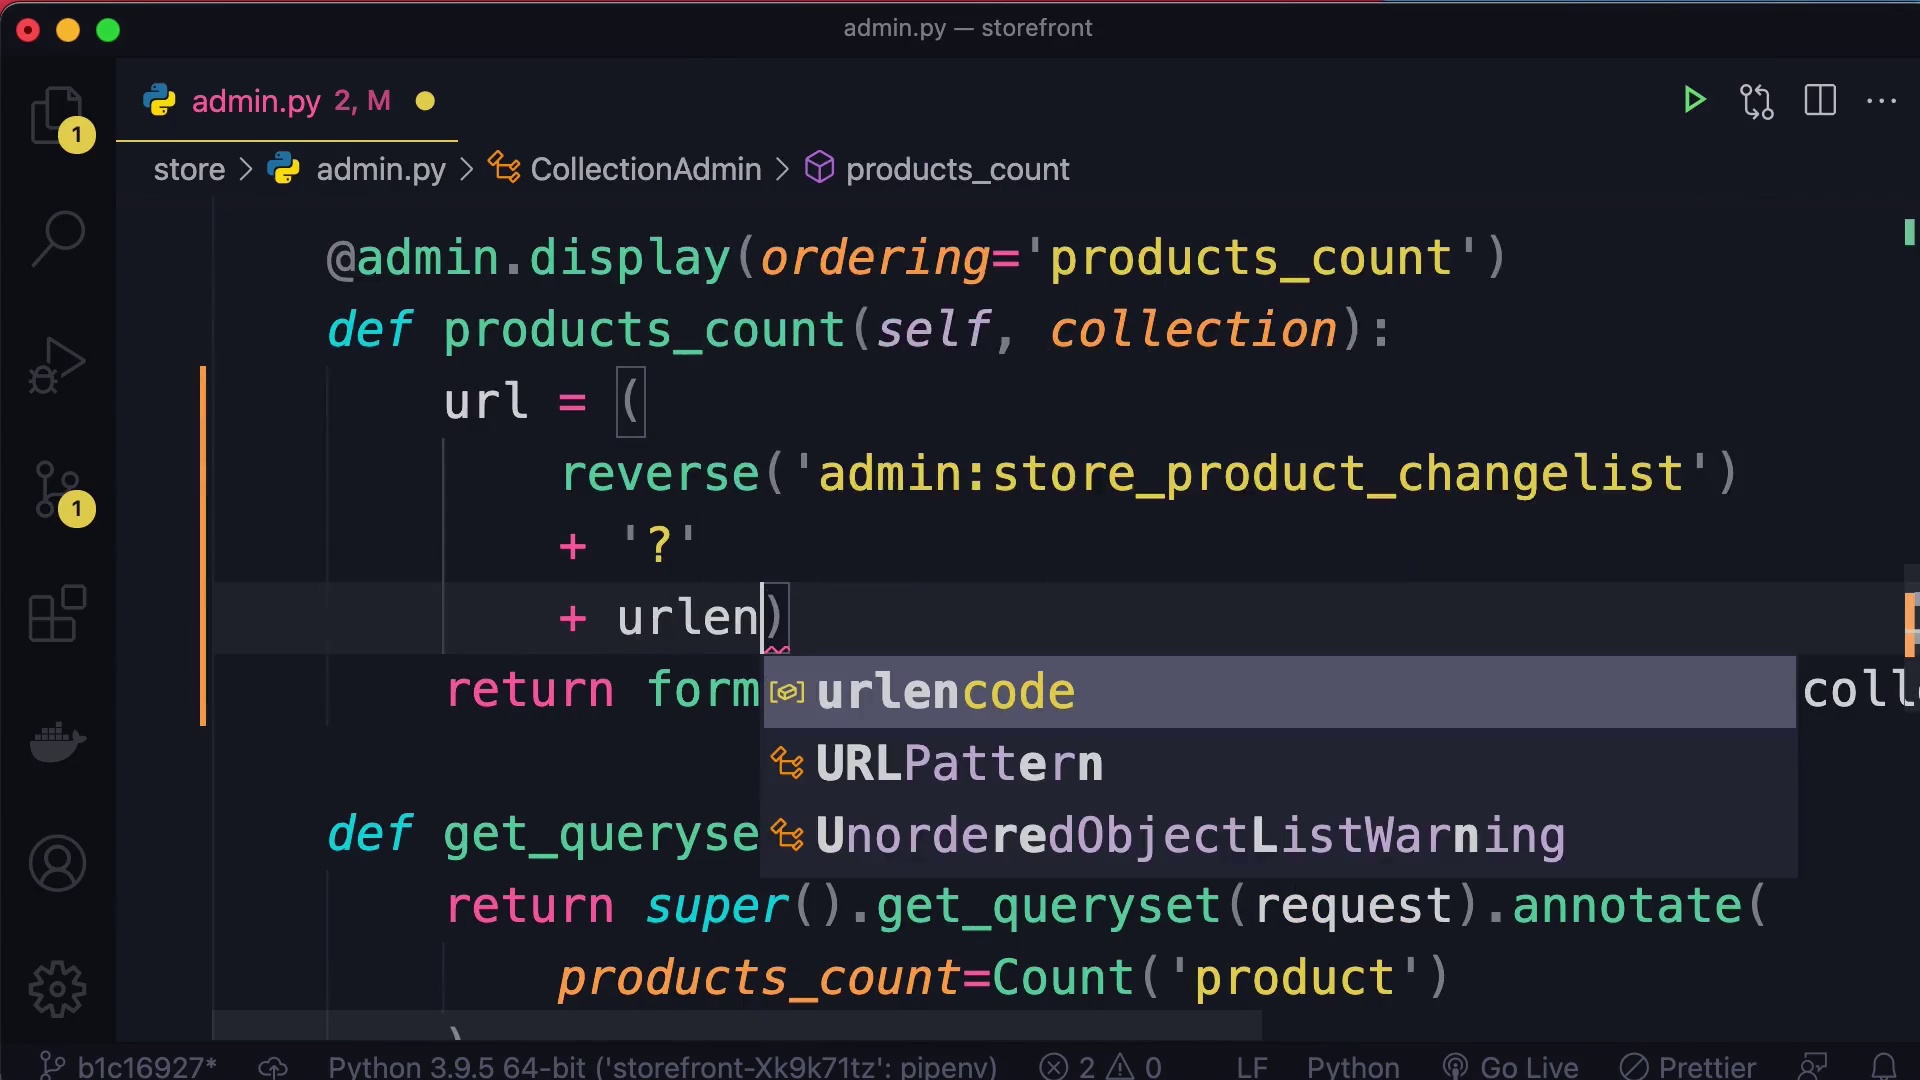 admin.py — storefront
admin.py 2, M
1
store > admin.py > CollectionAdmin > products_count
@admin.display(ordering='products_count')
def products_count(self, collection):
url = (
reverse('admin:store_product_changelist')
+ '?'
+ urlen)
return form
urlencode
coll
URLPattern
def get_queryse
UnorderedObjectListWarning
return super().get_queryset(request).annotate(
products_count=Count('product')
)
1
b1c16927* Python 3.9.5 64-bit ('storefront-Xk9k71tz': pipenv) 2 0 LF Python Go Live Prettier